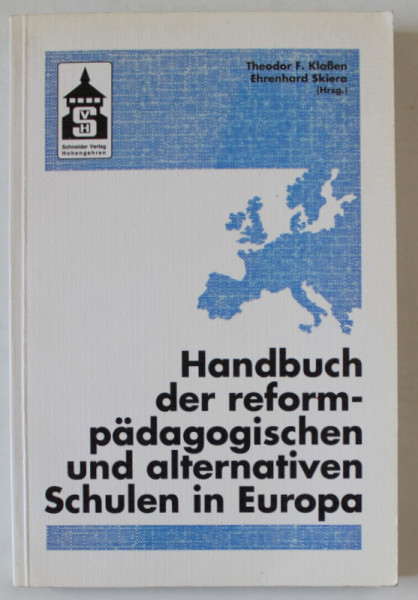 Theodor F. Klaßen
Ehrenhard Skiera
(Hrsg.)
V
S
H
Schneider Verlag
Hohengehren
Handbuch
der reform-
pädagogischen
und alternativen
Schulen in Europa